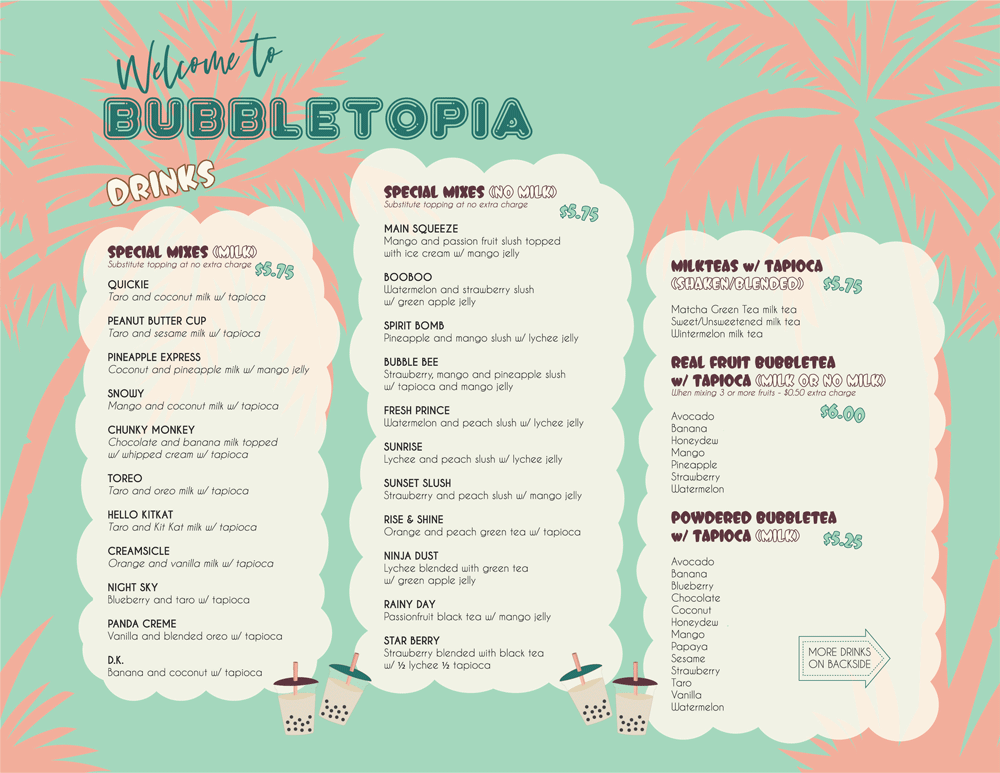 Welcome to
BUBBLETOPIA
DRINKS
SPECIAL MIXES (MILK)
Substitute topping at no extra charge
$5.75
QUICKIE
Taro and coconut milk w/ tapioca
PEANUT BUTTER CUP
Taro and sesame milk w/ tapioca
PINEAPPLE EXPRESS
Coconut and pineapple milk w/ mango jelly
SNOWY
Mango and coconut milk w/ tapioca
CHUNKY MONKEY
Chocolate and banana milk topped
w/ whipped cream w/ tapioca
TOREO
Taro and oreo milk w/ tapioca
HELLO KITKAT
Taro and Kit Kat milk w/ tapioca
CREAMSICLE
Orange and vanilla milk w/ tapioca
NIGHT SKY
Blueberry and taro w/ tapioca
PANDA CREME
Vanilla and blended oreo w/ tapioca
D.K.
Banana and coconut w/ tapioca
SPECIAL MIXES (NO MILK)
Substitute topping at no extra charge
$5.75
MAIN SQUEEZE
Mango and passion fruit slush topped
with ice cream w/ mango jelly
BOOBOO
Watermelon and strawberry slush
w/ green apple jelly
SPIRIT BOMB
Pineapple and mango slush w/ lychee jelly
BUBBLE BEE
Strawberry, mango and pineapple slush
w/ tapioca and mango jelly
FRESH PRINCE
Watermelon and peach slush w/ lychee jelly
SUNRISE
Lychee and peach slush w/ lychee jelly
SUNSET SLUSH
Strawberry and peach slush w/ mango jelly
RISE & SHINE
Orange and peach green tea w/ tapioca
NINJA DUST
Lychee blended with green tea
w/ green apple jelly
RAINY DAY
Passionfruit black tea w/ mango jelly
STAR BERRY
Strawberry blended with black tea
w/ ½ lychee ½ tapioca
MILKTEAS w/ TAPIOCA
(SHAKEN/BLENDED)
$5.75
Matcha Green Tea milk tea
Sweet/Unsweetened milk tea
Wintermelon milk tea
REAL FRUIT BUBBLETEA
w/ TAPIOCA (MILK OR NO MILK)
When mixing 3 or more fruits - $0.50 extra charge
$6.00
Avocado
Banana
Honeydew
Mango
Pineapple
Strawberry
Watermelon
POWDERED BUBBLETEA
w/ TAPIOCA (MILK)
$5.25
Avocado
Banana
Blueberry
Chocolate
Coconut
Honeydew
Mango
Papaya
Sesame
Strawberry
Taro
Vanilla
Watermelon
MORE DRINKS
ON BACKSIDE